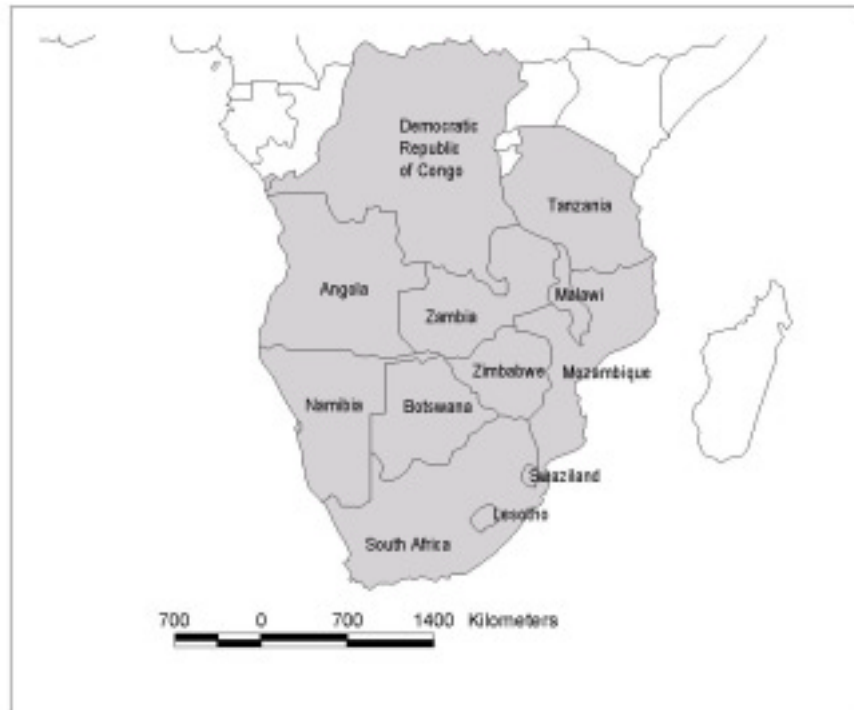 Democratic
Republic
of Congo
Tanzania
Angola
Malawi
Zambia
Zimbabwe
Mozambique
Namibia
Botswana
Swaziland
Lesotho
South Africa
700 0 700 1400 Kilometers